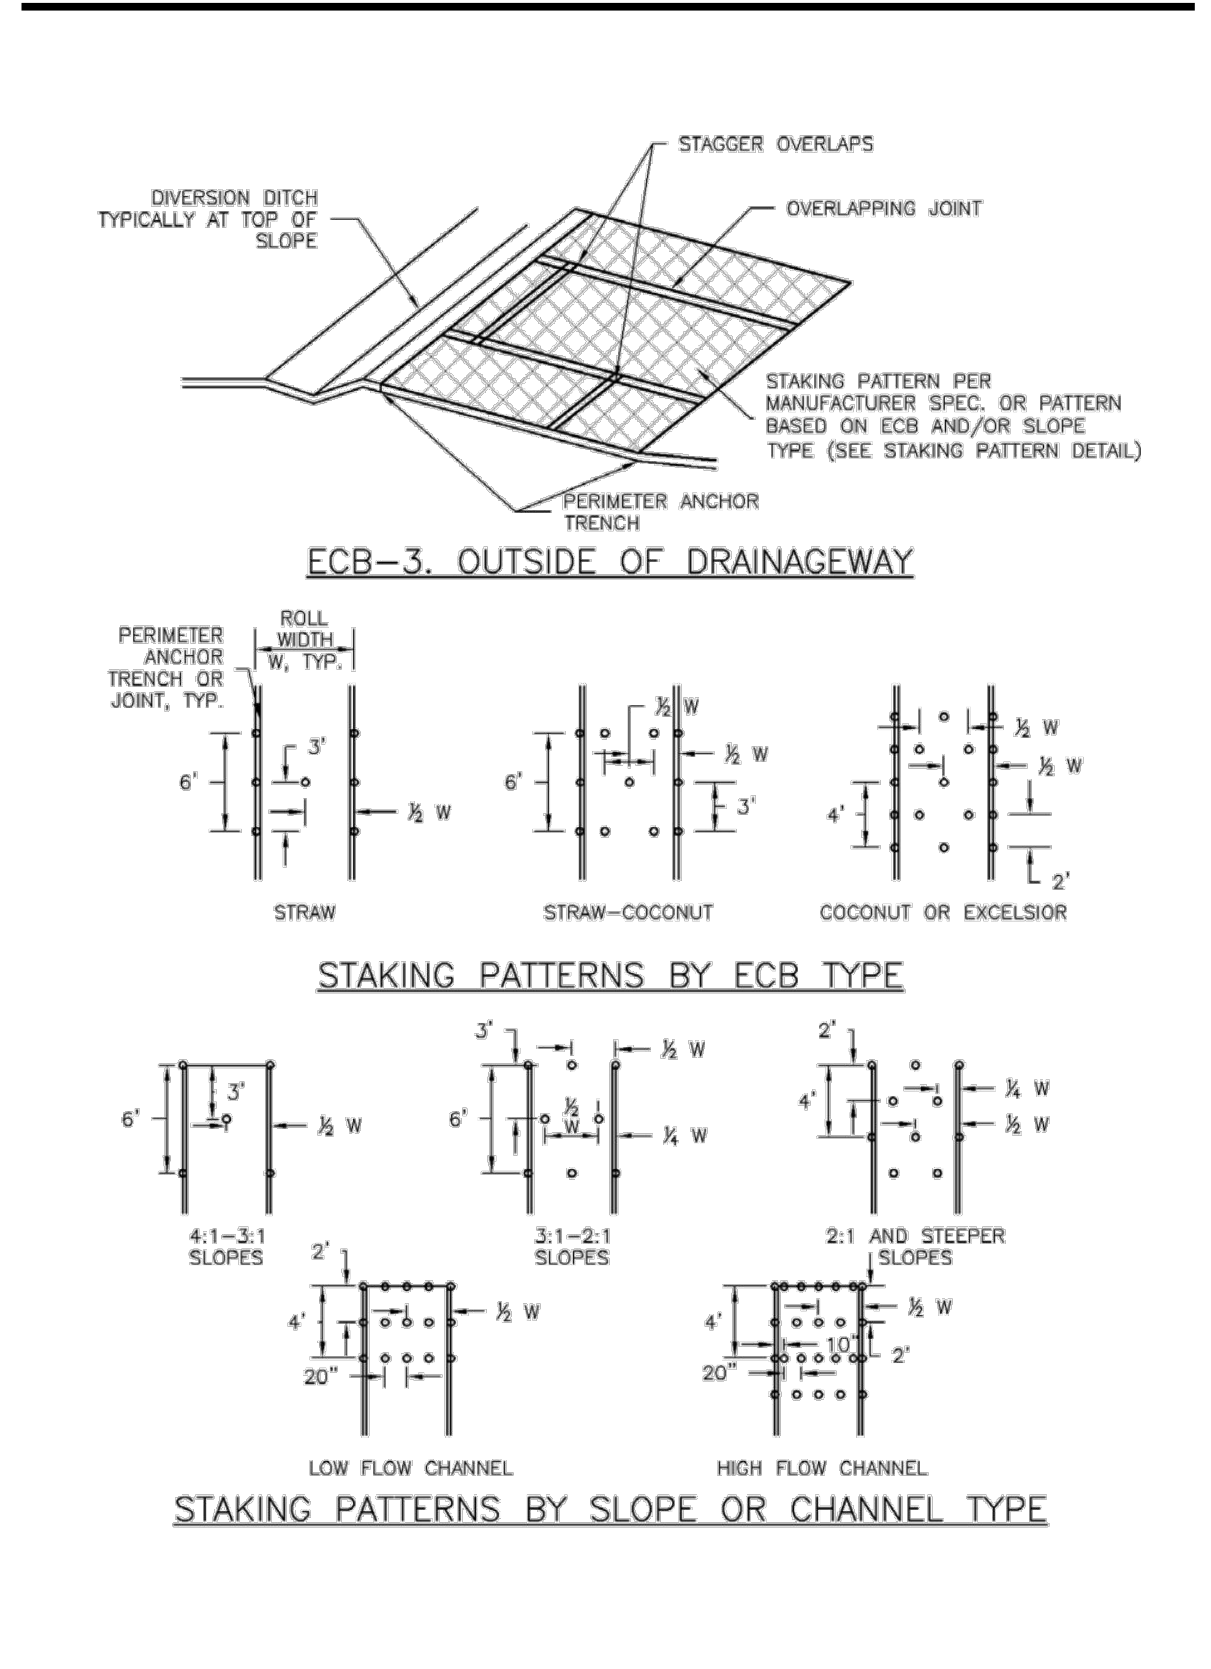 STAGGER OVERLAPS
DIVERSION DITCH
TYPICALLY AT TOP OF
SLOPE
OVERLAPPING JOINT
STAKING PATTERN PER
MANUFACTURER SPEC. OR PATTERN
BASED ON ECB AND/OR SLOPE
TYPE (SEE STAKING PATTERN DETAIL)
PERIMETER ANCHOR
TRENCH
ECB-3. OUTSIDE OF DRAINAGEWAY
PERIMETER
ANCHOR
TRENCH OR
JOINT, TYP.
ROLL
WIDTH
W, TYP.
3'
6'
½ W
STRAW
½ W
½ W
6'
3'
STRAW-COCONUT
½ W
½ W
4'
2'
COCONUT OR EXCELSIOR
STAKING PATTERNS BY ECB TYPE
6'
3'
½ W
4:1-3:1
SLOPES
3'
½ W
6'
½
W
¼ W
3:1-2:1
SLOPES
2'
4'
¼ W
½ W
2:1 AND STEEPER
SLOPES
2'
4'
½ W
20"
LOW FLOW CHANNEL
4'
½ W
10"
2'
20"
HIGH FLOW CHANNEL
STAKING PATTERNS BY SLOPE OR CHANNEL TYPE